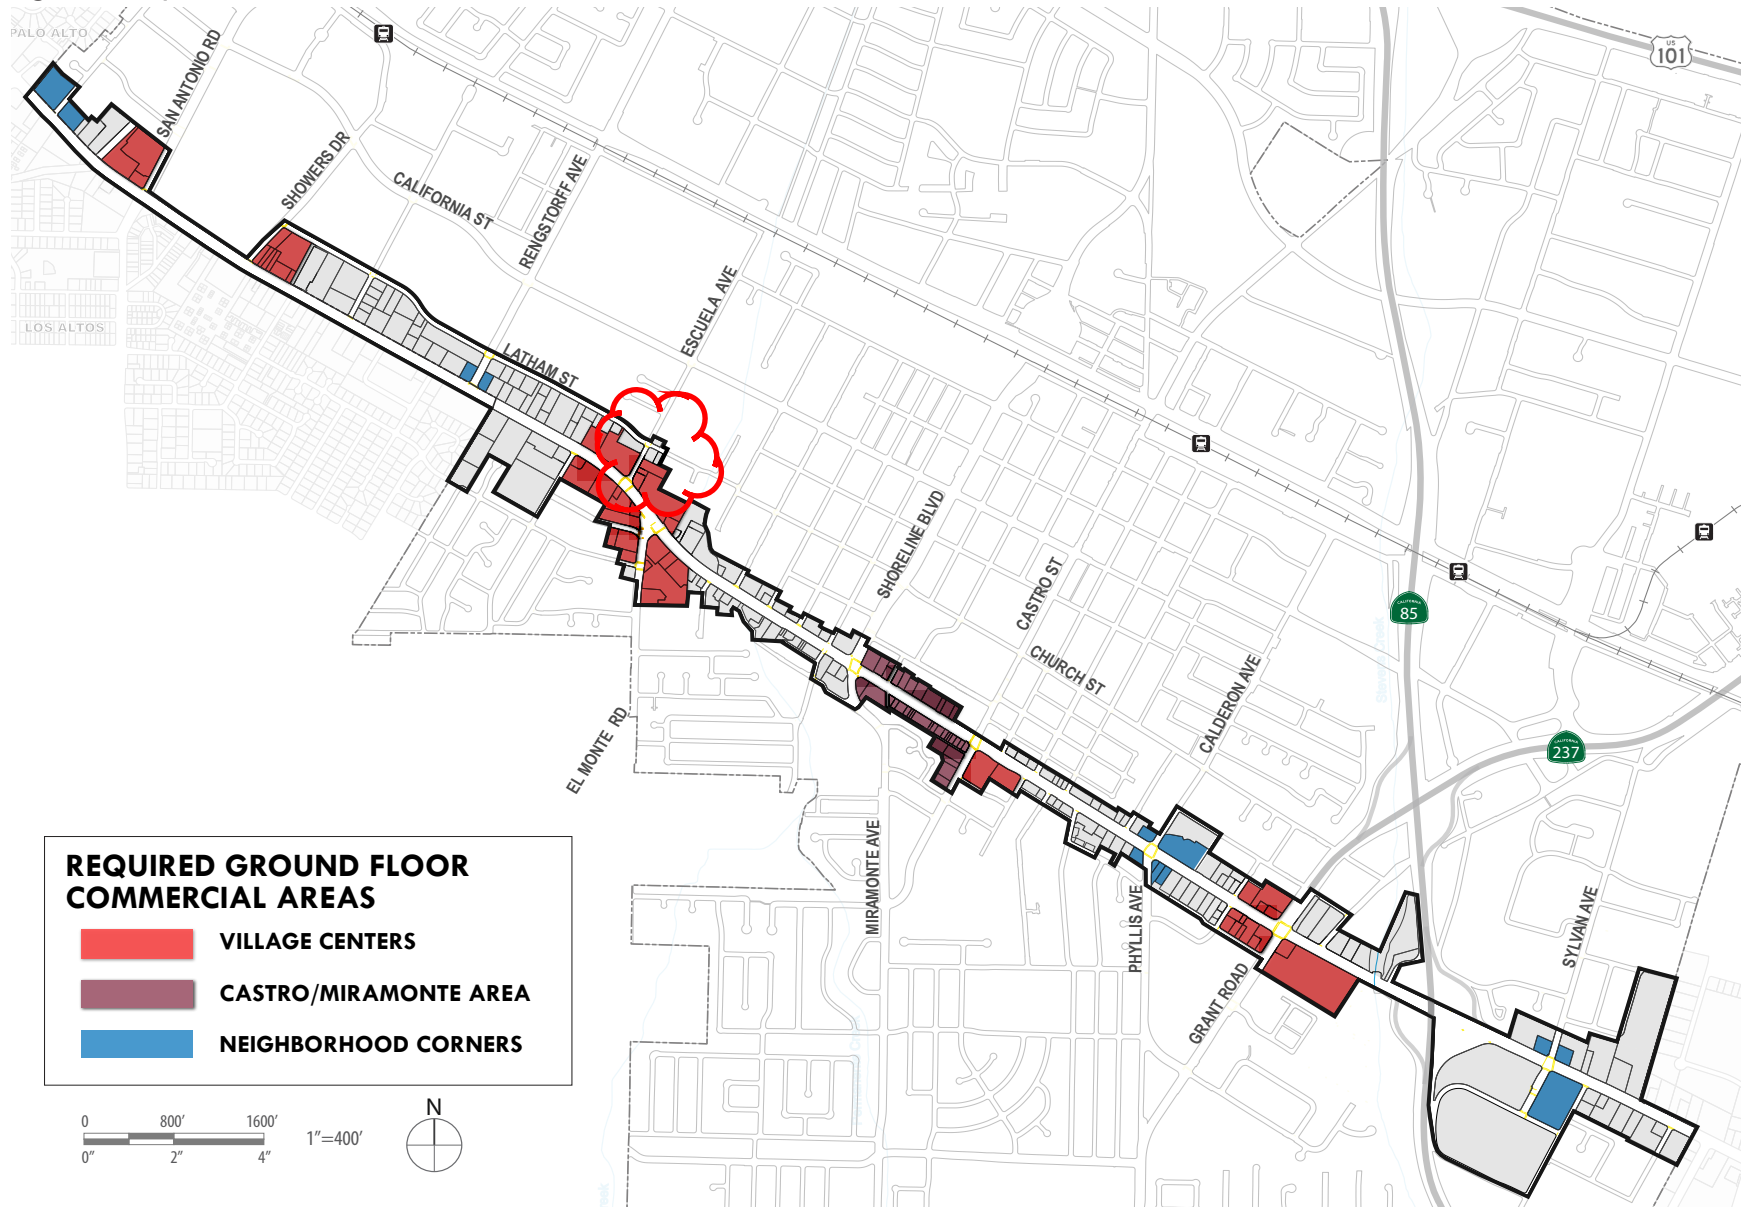 PALO ALTO
SAN ANTONIO RD
US
101
SHOWERS DR
CALIFORNIA ST
RENGSTORFF AVE
ESCUELA AVE
LOS ALTOS
LATHAM ST
SHORELINE BLVD
CASTRO ST
CHURCH ST
CALIFORNIA
85
CALDERON AVE
CALIFORNIA
237
EL MONTE RD
MIRAMONTE AVE
PHYLLIS AVE
GRANT ROAD
SYLVAN AVE
REQUIRED GROUND FLOOR
COMMERCIAL AREAS
VILLAGE CENTERS
CASTRO/MIRAMONTE AREA
NEIGHBORHOOD CORNERS
0 800' 1600'
0" 2" 4"
1"=400'
N